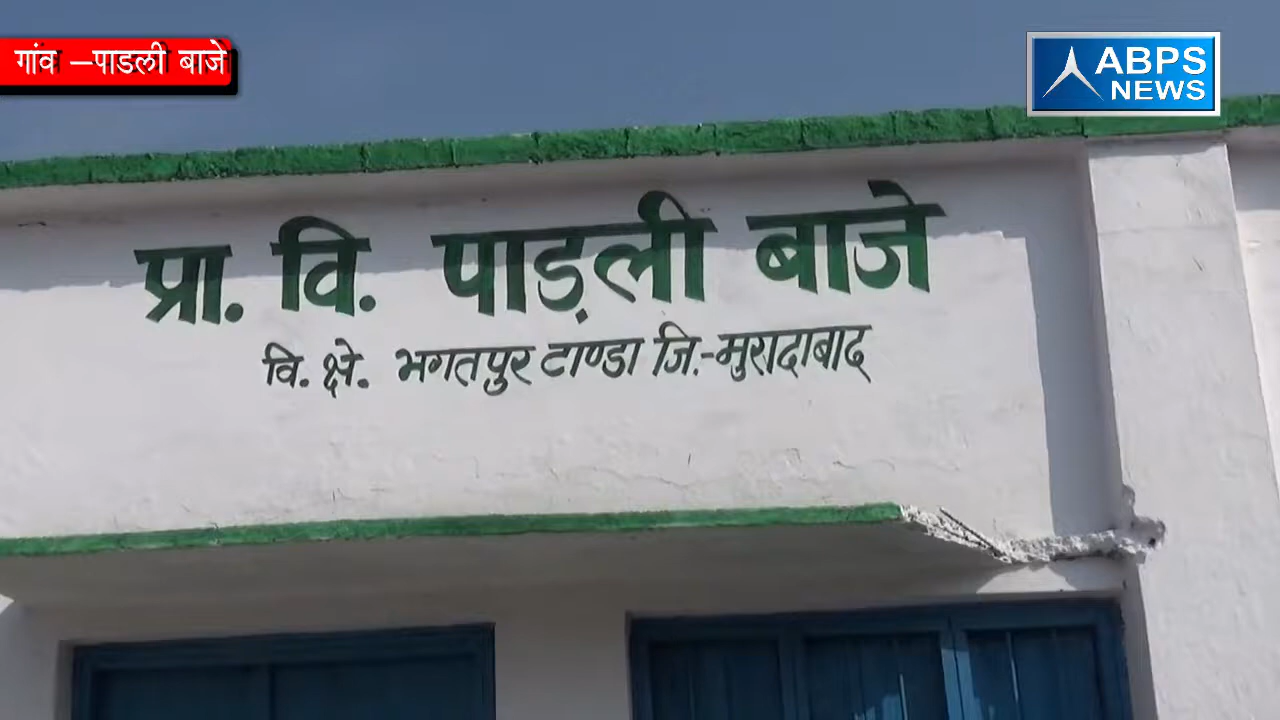 गांव –पाडली बाजे
ABPS
NEWS
प्रा. वि. पाड़ली बाजे
वि. क्षे. भगतपुर टाण्डा जि.-मुरादाबाद